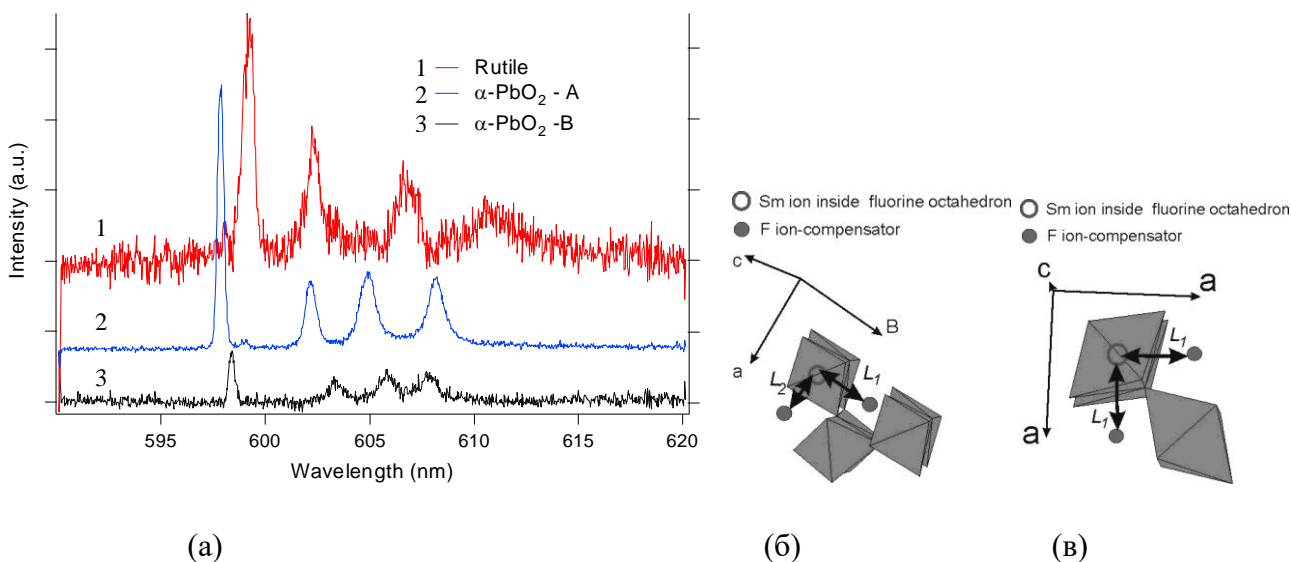 1 Rutile
2 α-PbO2 - A
3 α-PbO2 -B
Intensity (a.u.)
1
2
3
595 600 605 610 615 620
Wavelength (nm)
(а)
Sm ion inside fluorine octahedron
F ion-compensator
c
B
a
L2
L1
(б)
Sm ion inside fluorine octahedron
F ion-compensator
c
a
L1
L1
a
(в)